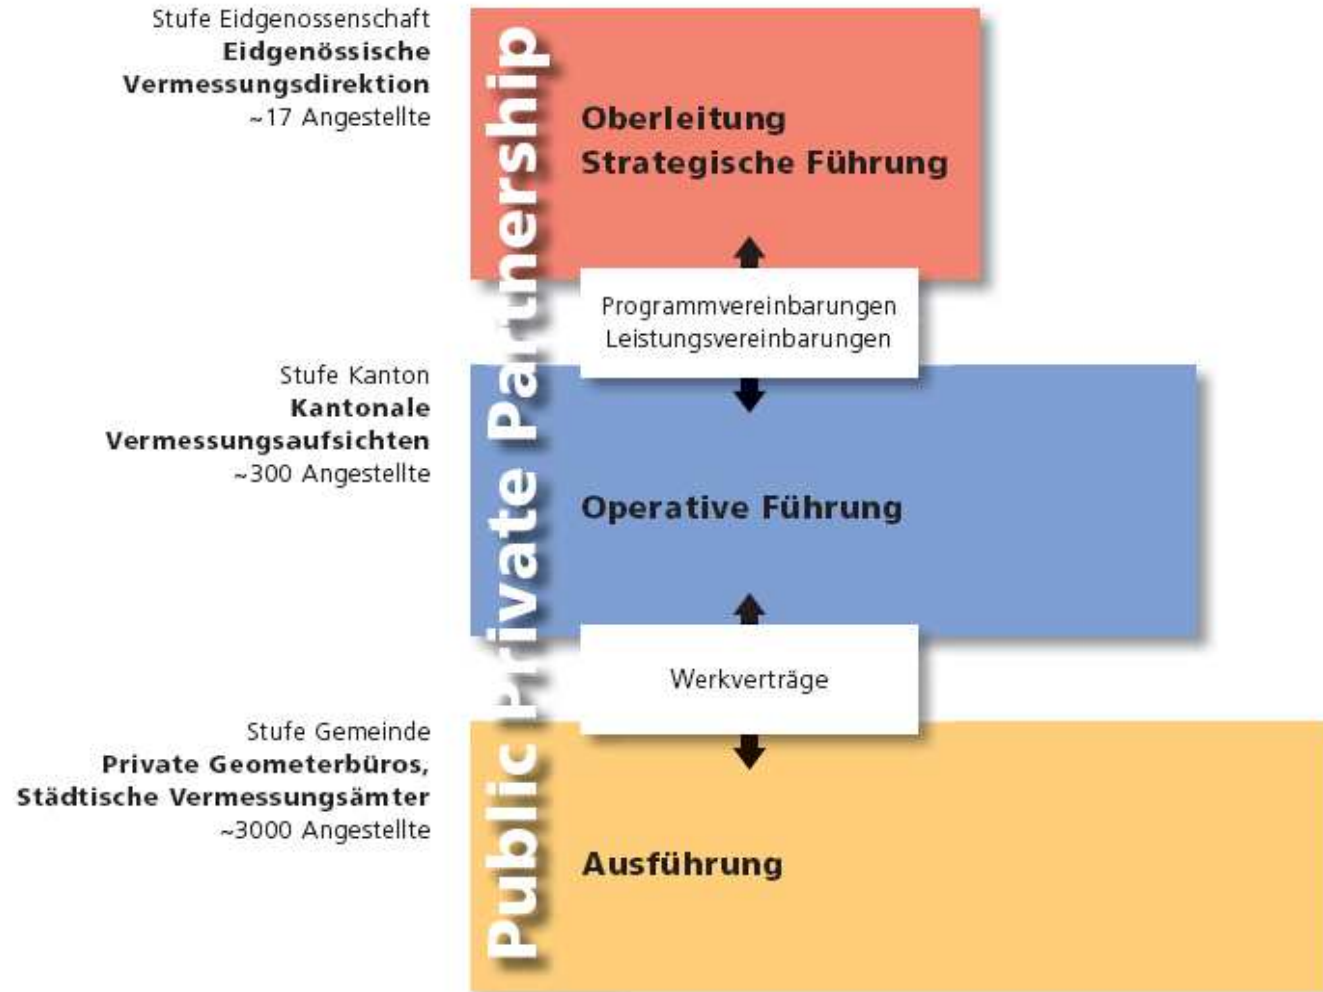 Stufe Eidgenossenschaft
Eidgenössische
Vermessungsdirektion
~17 Angestellte
Oberleitung
Strategische Führung
Programmvereinbarungen
Leistungsvereinbarungen
Stufe Kanton
Kantonale
Vermessungsaufsichten
~300 Angestellte
Operative Führung
Werkverträge
Stufe Gemeinde
Private Geometerbüros,
Städtische Vermessungsämter
~3000 Angestellte
Ausführung
Public Private Partnership